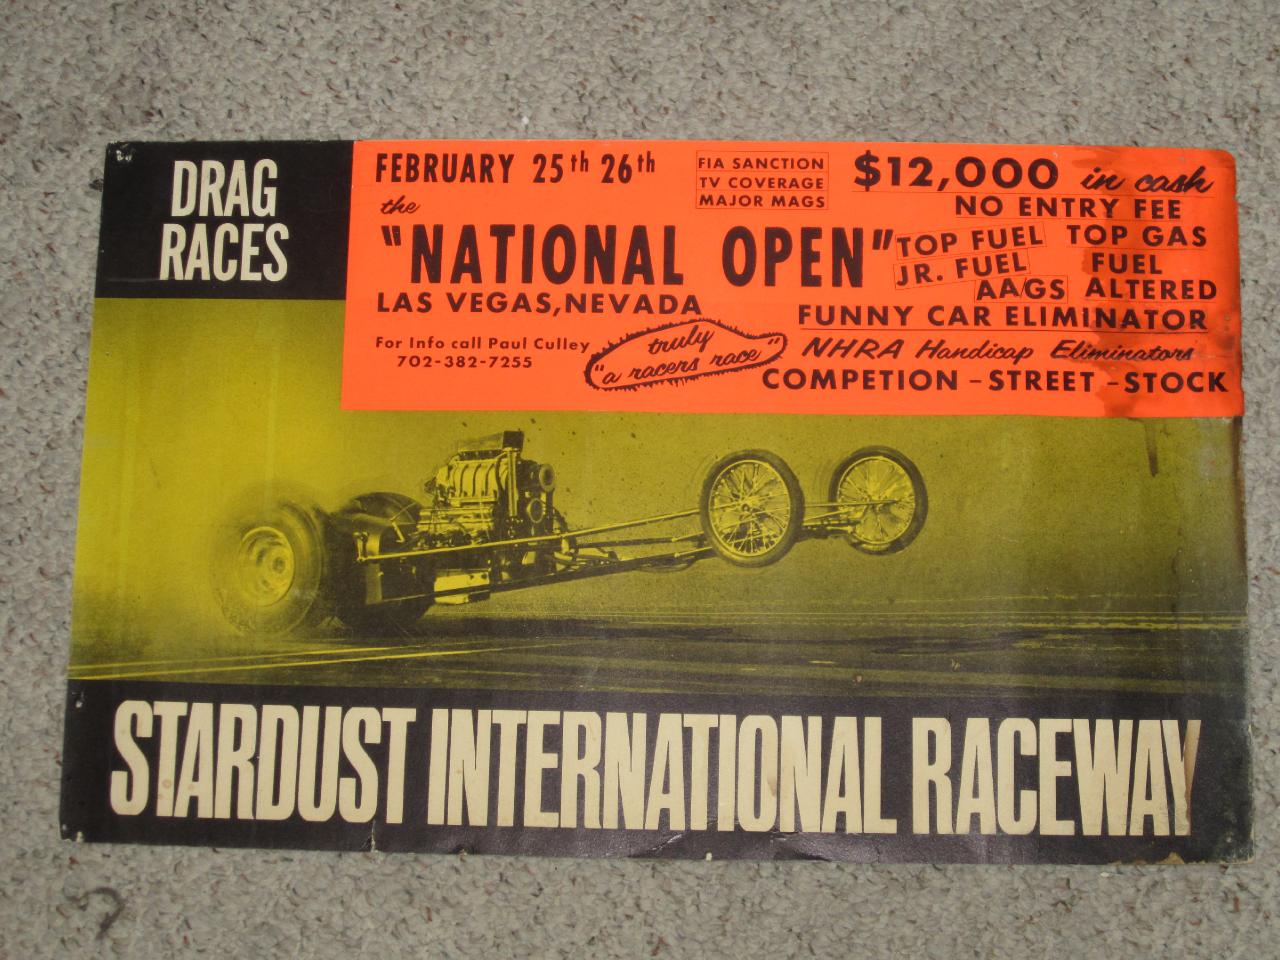 DRAG
RACES
FEBRUARY 25th 26th
the
"NATIONAL OPEN"
LAS VEGAS, NEVADA
For Info call Paul Culley
702-382-7255
truly
"a racers race"
FIA SANCTION
TV COVERAGE
MAJOR MAGS
$12,000 in cash
NO ENTRY FEE
TOP FUEL TOP GAS
JR. FUEL FUEL
AA/GS ALTERED
FUNNY CAR ELIMINATOR
NHRA Handicap Eliminators
COMPETION - STREET - STOCK
STARDUST INTERNATIONAL RACEWAY